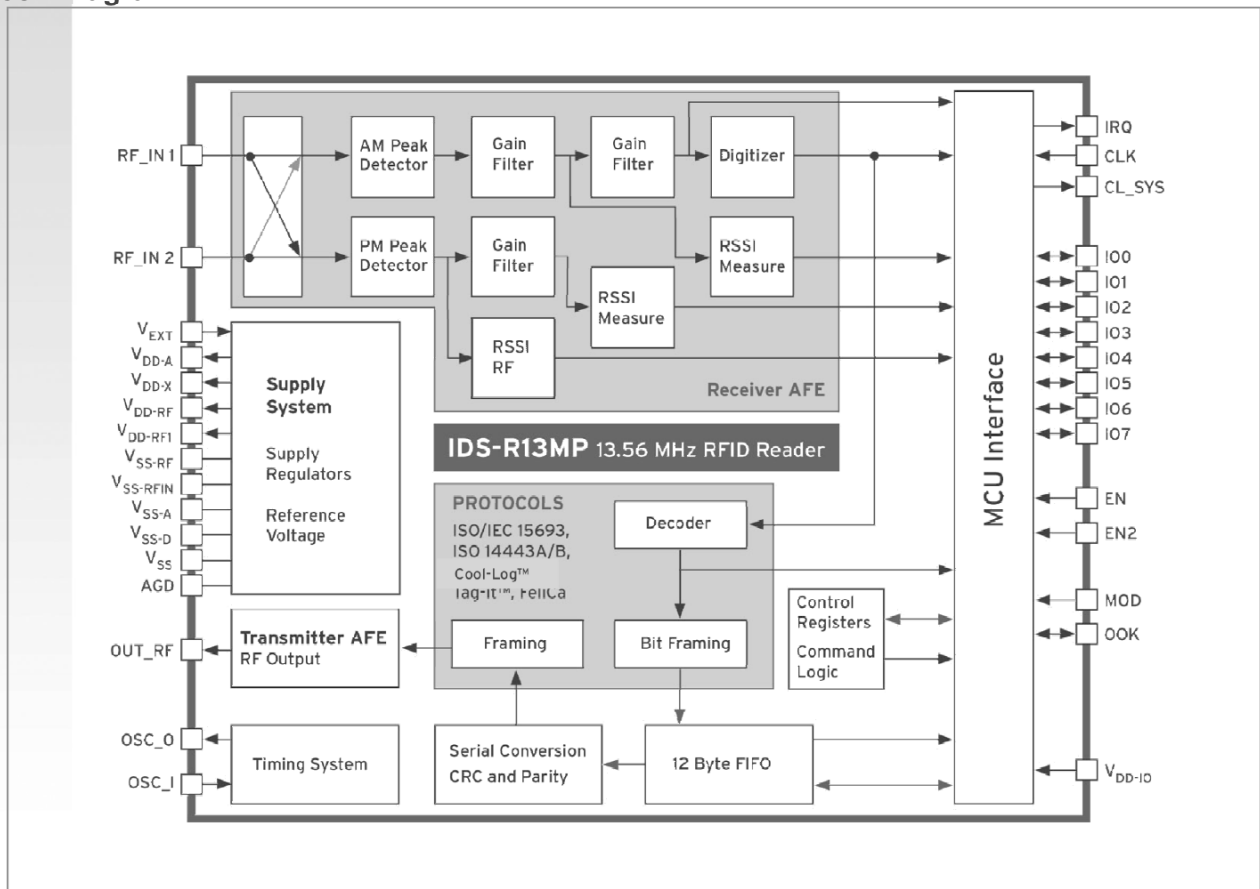 RF_IN 1
RF_IN 2
AM Peak
Detector
Gain
Filter
Gain
Filter
Digitizer
PM Peak
Detector
Gain
Filter
RSSI
Measure
RSSI
Measure
RSSI
RF
Receiver AFE
V_EXT
V_DD-A
V_DD-X
V_DD-RF
V_DD-RF1
V_SS-RF
V_SS-RFIN
V_SS-A
V_SS-D
V_SS
AGD
Supply
System
Supply
Regulators
Reference
Voltage
IDS-R13MP 13.56 MHz RFID Reader
PROTOCOLS
ISO/IEC 15693,
ISO 14443A/B,
Cool-Log™
Tag-it™, FeliCa
Decoder
Framing
Bit Framing
Control
Registers
Command
Logic
OUT_RF
Transmitter AFE
RF Output
OSC_O
OSC_I
Timing System
Serial Conversion
CRC and Parity
12 Byte FIFO
MCU Interface
IRQ
CLK
CL_SYS
IO0
IO1
IO2
IO3
IO4
IO5
IO6
IO7
EN
EN2
MOD
OOK
V_DD-IO